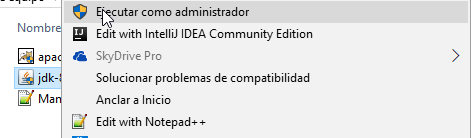 Ejecutar como administrador
Nombre
Edit with IntelliJ IDEA Community Edition
apac
SkyDrive Pro
jdk-8
Solucionar problemas de compatibilidad
Man
Anclar a Inicio
Edit with Notepad++